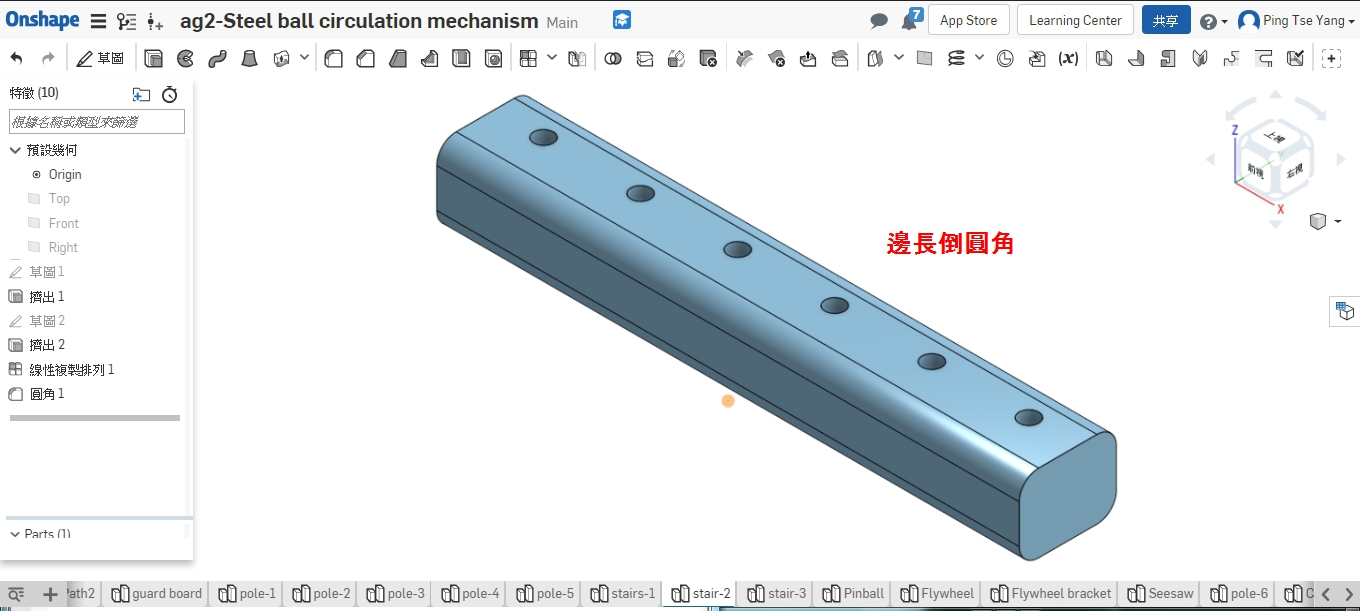 Onshape
ag2-Steel ball circulation mechanism Main
7
App Store
Learning Center
共享
Ping Tse Yang
草圖
(x)
特徵 (10)
根據名稱或類型來篩選
預設幾何
Origin
Top
Front
Right
草圖 1
擠出 1
草圖 2
擠出 2
線性複製排列 1
圓角 1
Parts (1)
邊長倒圓角
Z
上視
前視
右視
X
Path2
guard board
pole-1
pole-2
pole-3
pole-4
pole-5
stairs-1
stair-2
stair-3
Pinball
Flywheel
Flywheel bracket
Seesaw
pole-6
C